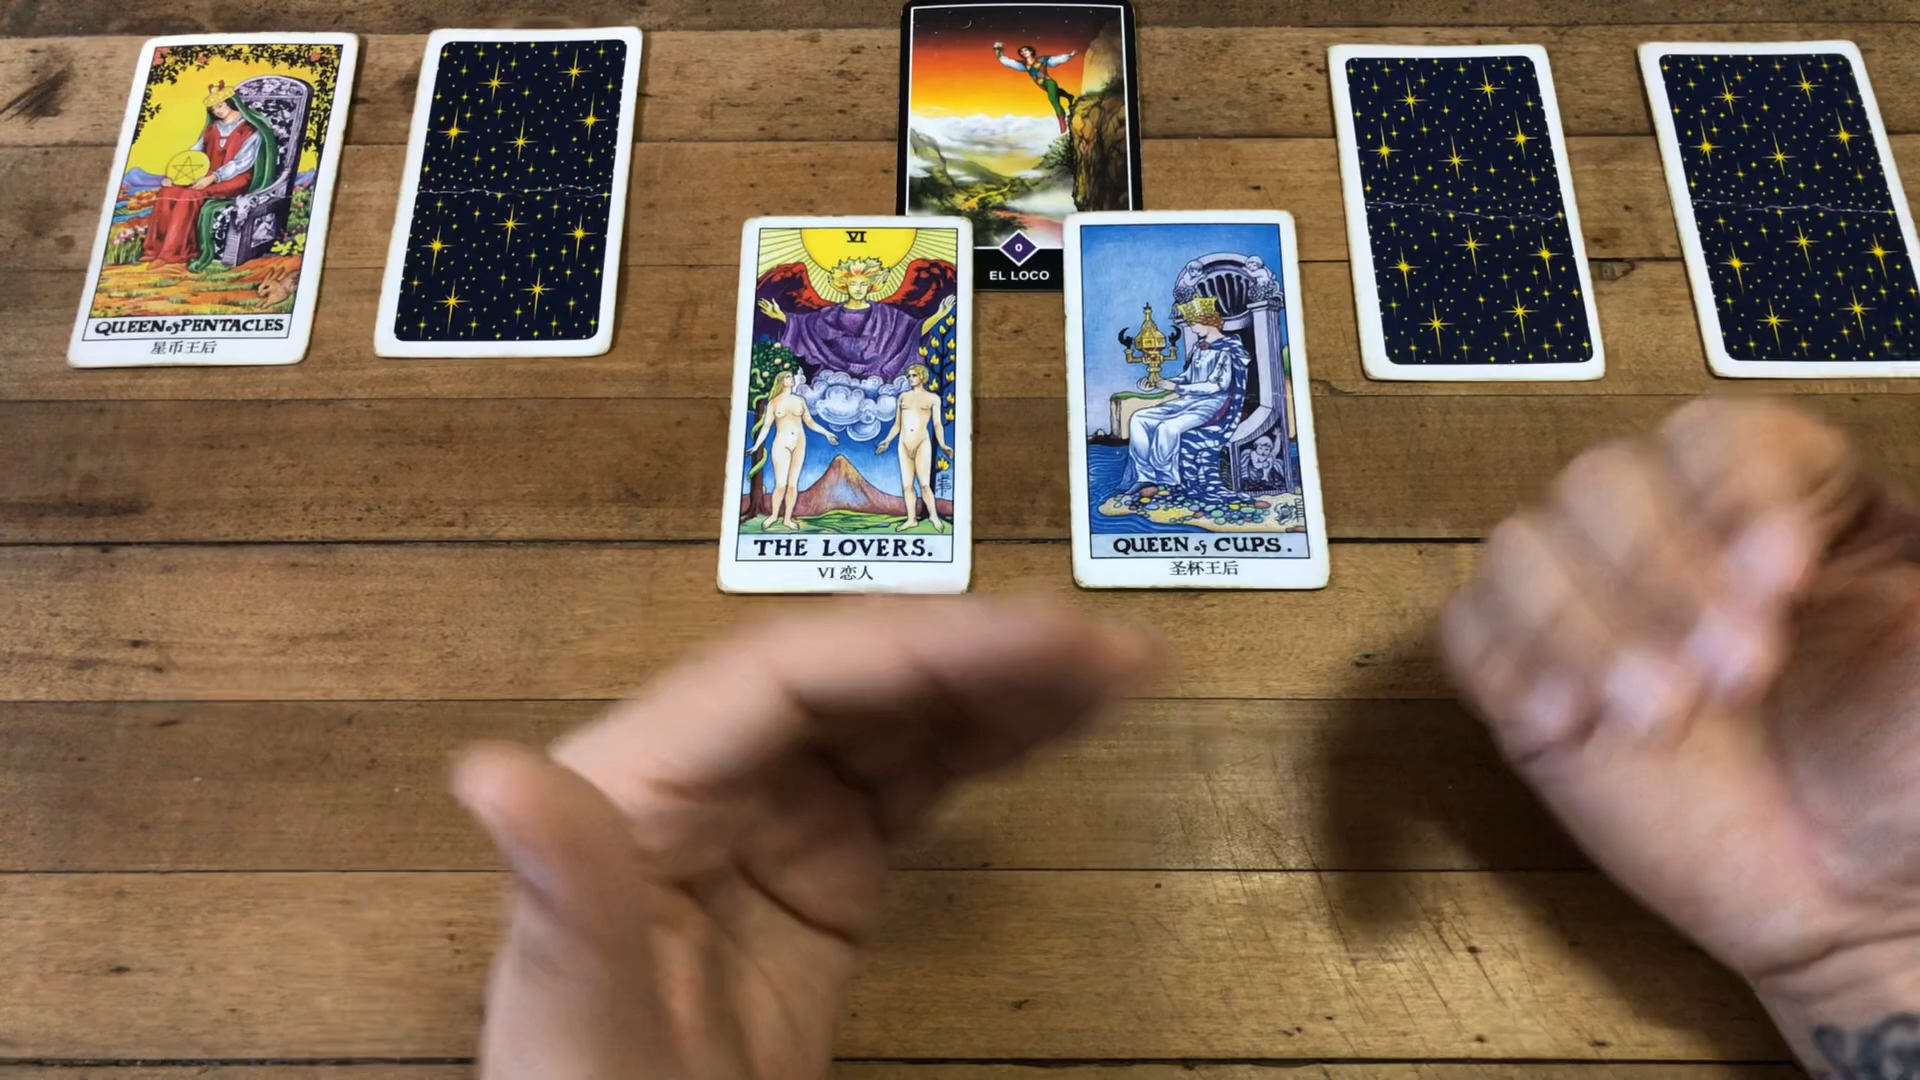 QUEEN of PENTACLES
星币王后
0
EL LOCO
VI
THE LOVERS.
VI 恋人
QUEEN of CUPS.
圣杯王后